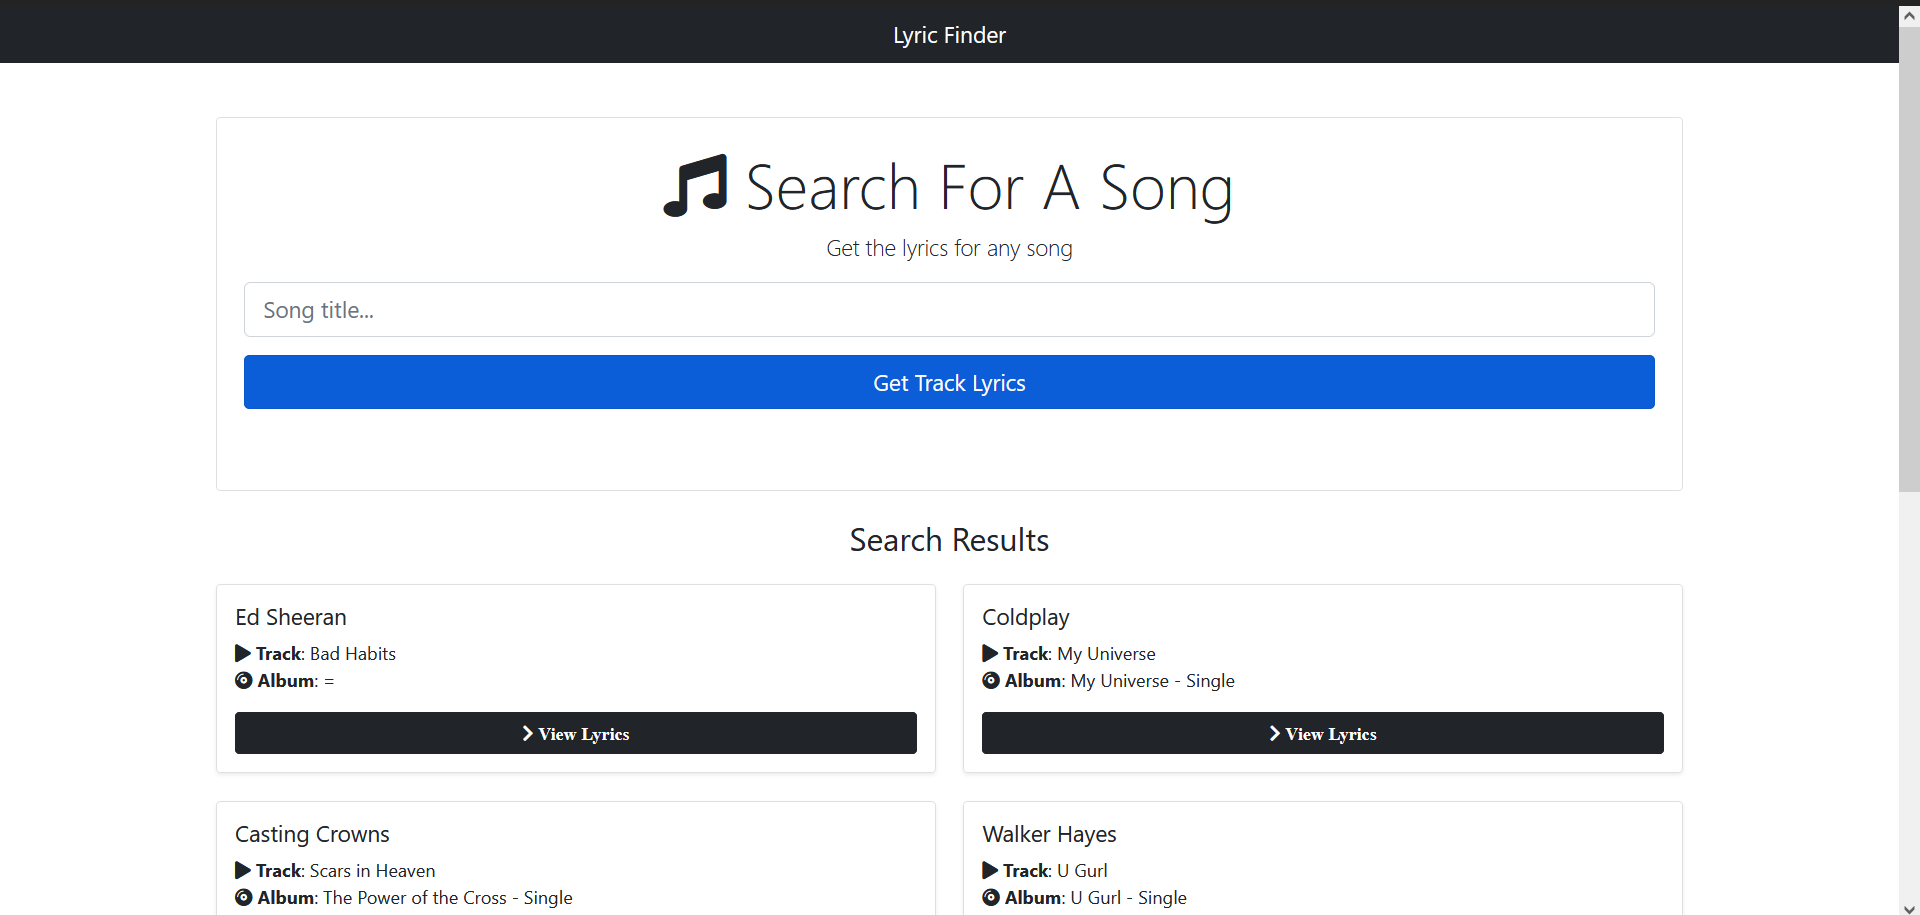 Lyric Finder
Search For A Song
Get the lyrics for any song
Song title...
Get Track Lyrics
Search Results
Ed Sheeran
Track: Bad Habits
Album: =
View Lyrics
Coldplay
Track: My Universe
Album: My Universe - Single
View Lyrics
Casting Crowns
Track: Scars in Heaven
Album: The Power of the Cross - Single
Walker Hayes
Track: U Gurl
Album: U Gurl - Single